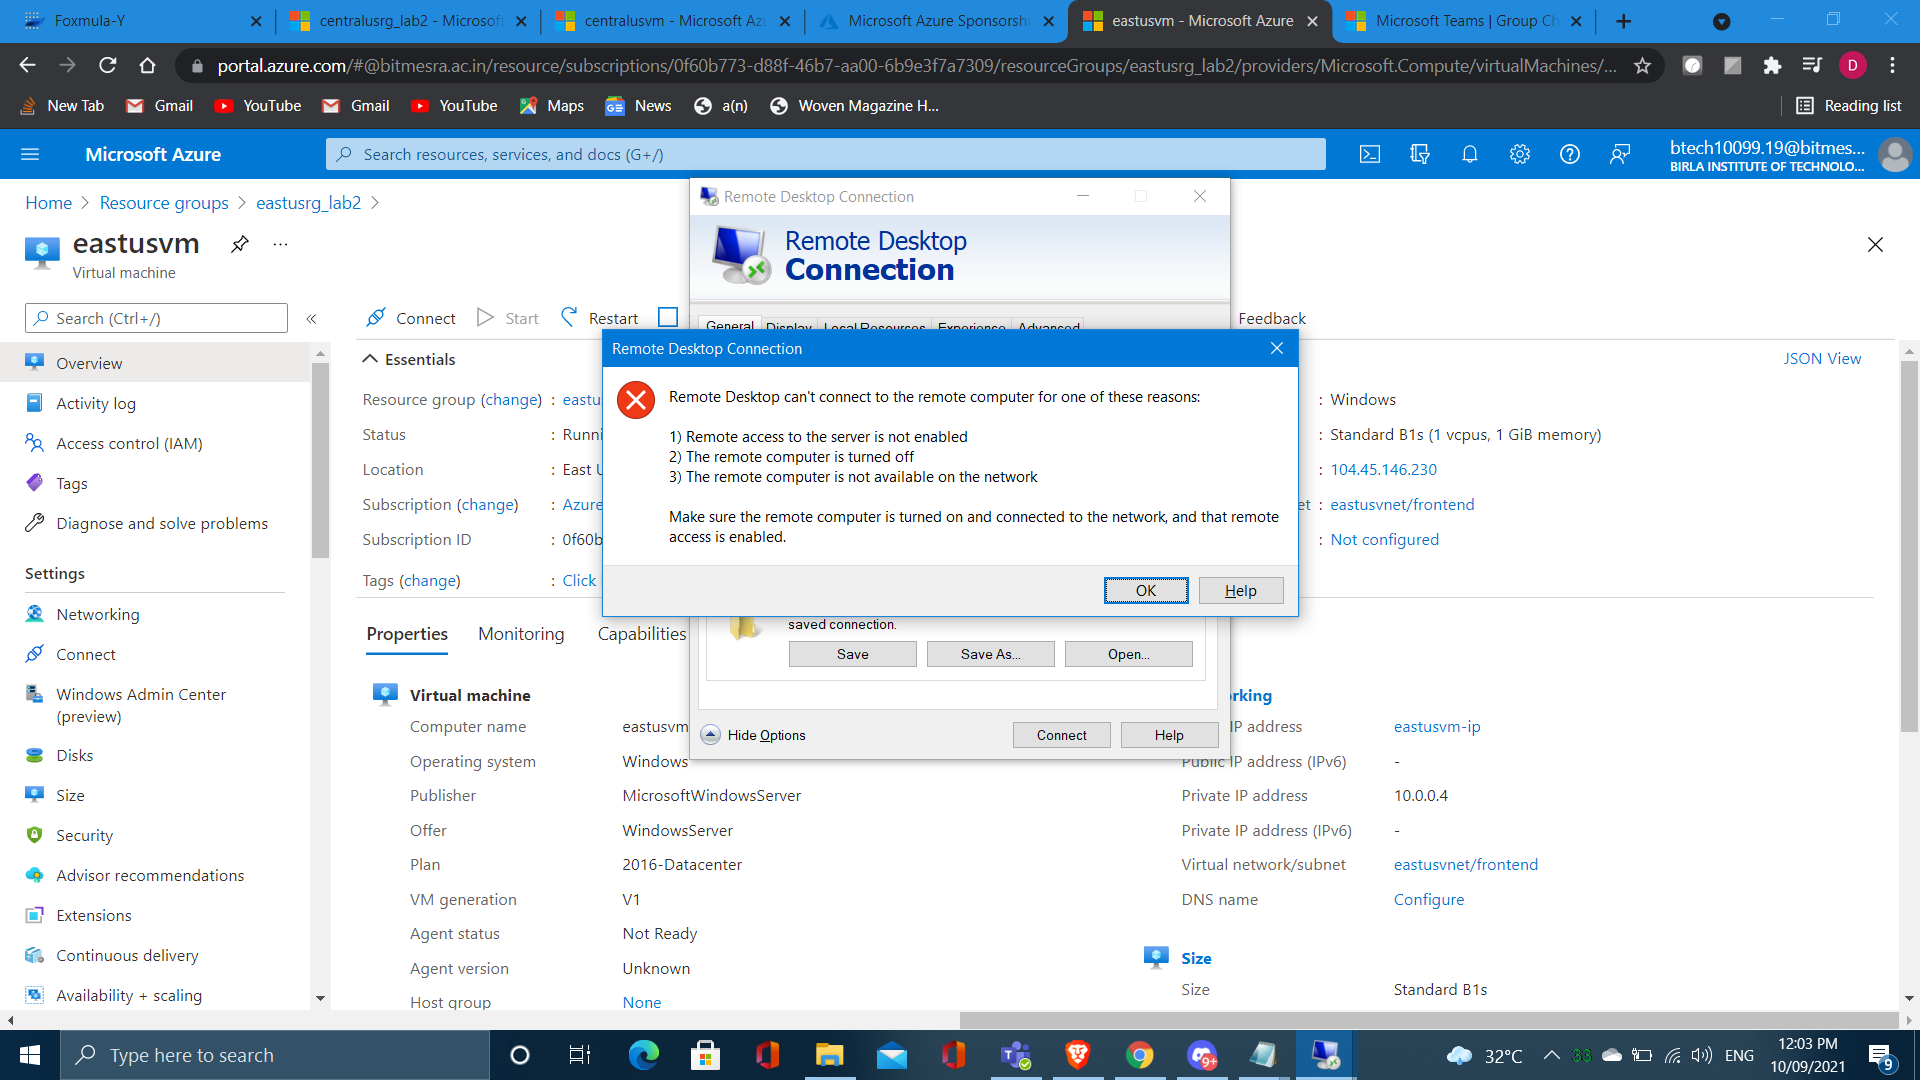 Foxmula-Y
centralusrg_lab2 - Microsoft
centralusvm - Microsoft Azu
Microsoft Azure Sponsorshi
eastusvm - Microsoft Azure
Microsoft Teams | Group Ch
portal.azure.com/#@bitmesra.ac.in/resource/subscriptions/0f60b773-d88f-46b7-aa00-6b9e3f7a7309/resourceGroups/eastusrg_lab2/providers/Microsoft.Compute/virtualMachines/...
D
New Tab
Gmail
YouTube
Gmail
YouTube
Maps
News
a(n)
Woven Magazine H...
Reading list
Microsoft Azure
Search resources, services, and docs (G+/)
btech10099.19@bitmes...
BIRLA INSTITUTE OF TECHNOLO...
Home > Resource groups > eastusrg_lab2 >
eastusvm
...
Virtual machine
Search (Ctrl+/)
«
Overview
Activity log
Access control (IAM)
Tags
Diagnose and solve problems
Settings
Networking
Connect
Windows Admin Center
(preview)
Disks
Size
Security
Advisor recommendations
Extensions
Continuous delivery
Availability + scaling
Connect
Start
Restart
Feedback
Essentials
JSON View
Resource group (change) : eastu
Status : Runni
Location : East U
Subscription (change) : Azure
Subscription ID : 0f60b
Tags (change) : Click
: Windows
: Standard B1s (1 vcpus, 1 GiB memory)
: 104.45.146.230
et : eastusvnet/frontend
: Not configured
Remote Desktop Connection
Remote Desktop
Connection
General
Display
Local Resources
Experience
Advanced
Remote Desktop Connection
Remote Desktop can't connect to the remote computer for one of these reasons:
1) Remote access to the server is not enabled
2) The remote computer is turned off
3) The remote computer is not available on the network
Make sure the remote computer is turned on and connected to the network, and that remote
access is enabled.
OK
Help
saved connection.
Save
Save As...
Open...
Hide Options
Connect
Help
Properties
Monitoring
Capabilities
Virtual machine
Computer name eastusvm
Operating system Windows
Publisher MicrosoftWindowsServer
Offer WindowsServer
Plan 2016-Datacenter
VM generation V1
Agent status Not Ready
Agent version Unknown
Host group None
rking
IP address eastusvm-ip
Public IP address (IPv6) -
Private IP address 10.0.0.4
Private IP address (IPv6) -
Virtual network/subnet eastusvnet/frontend
DNS name Configure
Size
Size Standard B1s
Type here to search
9+
32°C
83
ENG
12:03 PM
10/09/2021
9